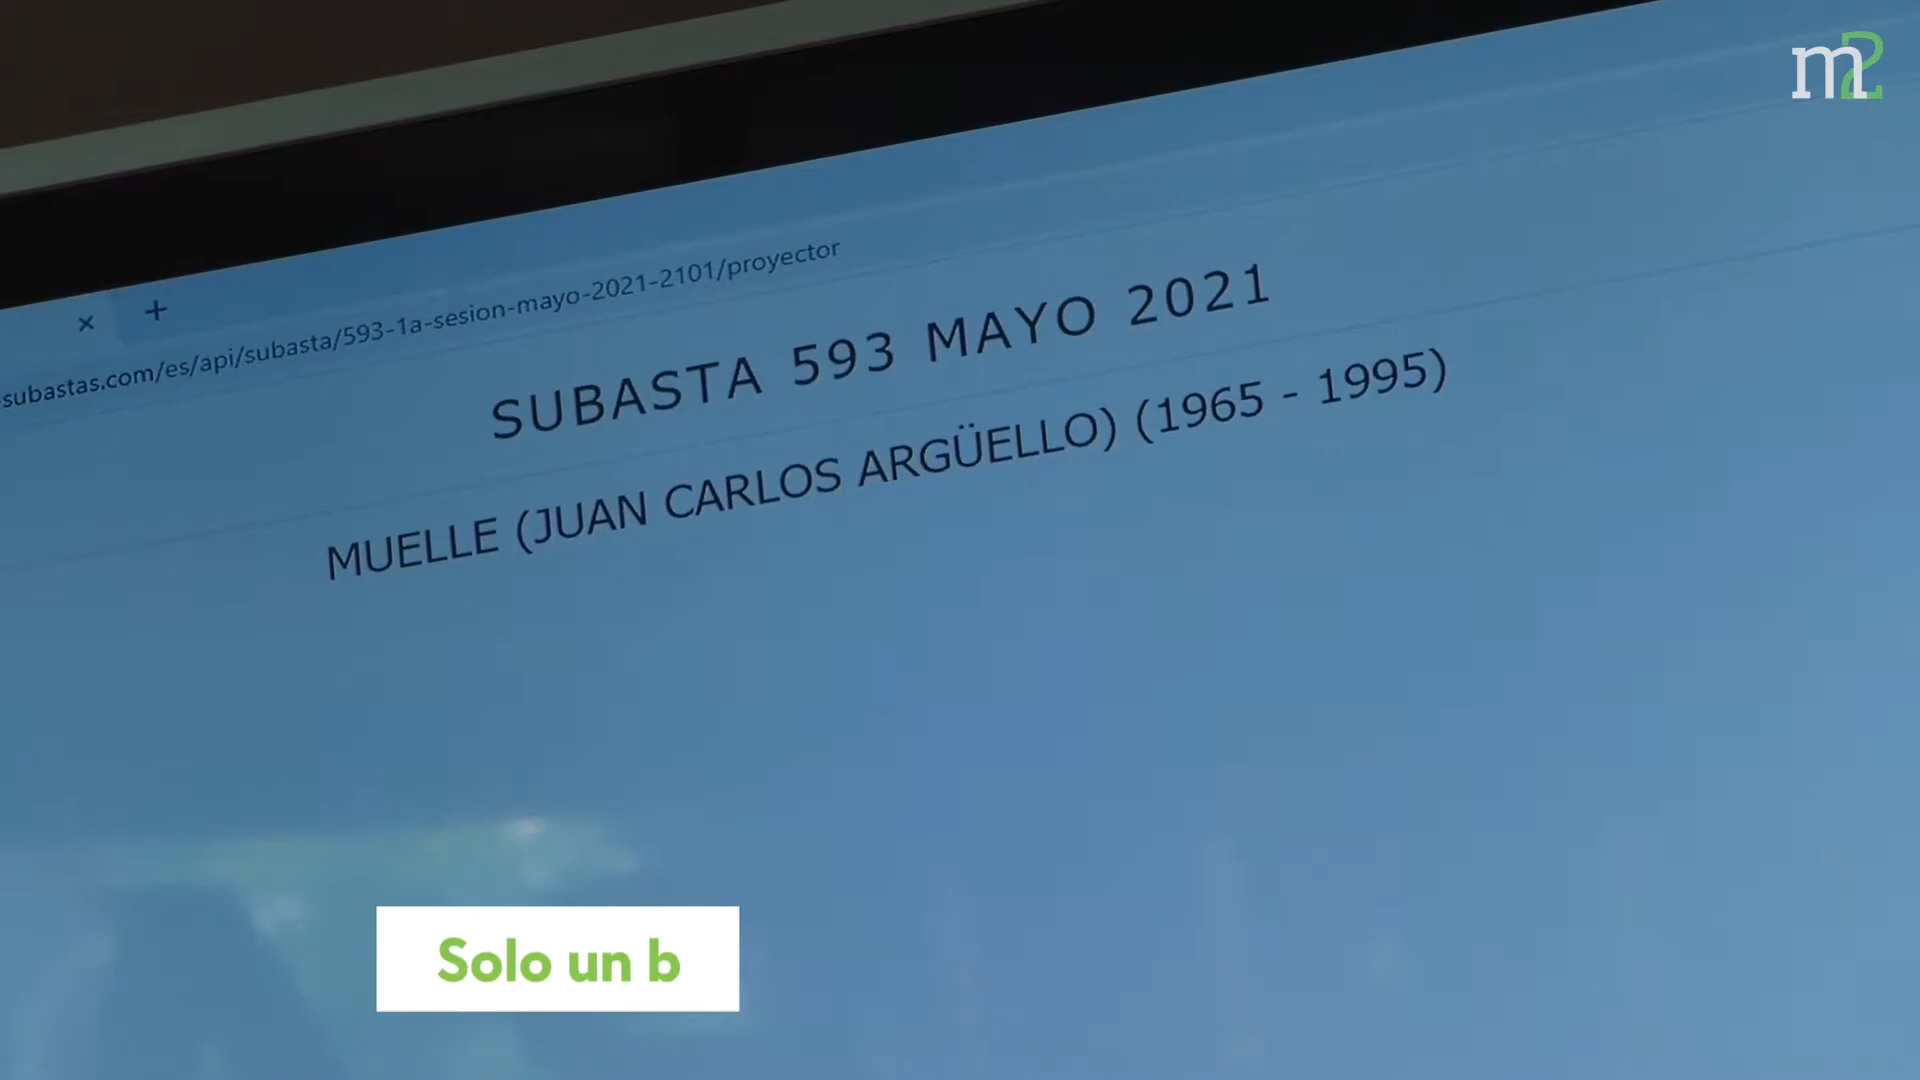 m2
subastas.com/es/api/subasta/593-1a-sesion-mayo-2021-2101/proyector
SUBASTA 593 MAYO 2021
MUELLE (JUAN CARLOS ARGÜELLO) (1965 - 1995)
Solo un b